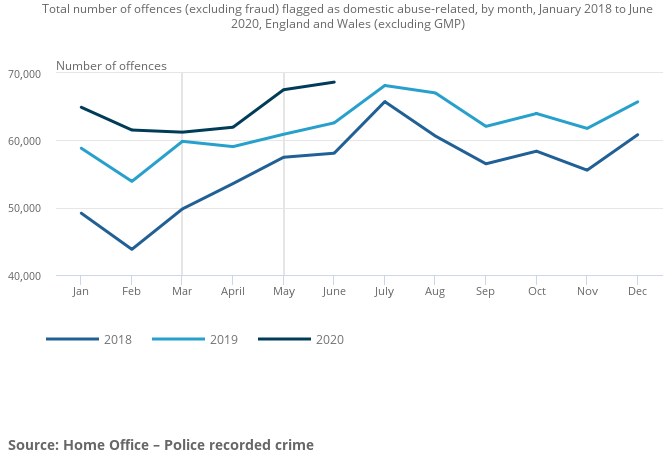 Total number of offences (excluding fraud) flagged as domestic abuse-related, by month, January 2018 to June
2020, England and Wales (excluding GMP)
Number of offences
70,000
60,000
50,000
40,000
Jan Feb Mar April May June July Aug Sep Oct Nov Dec
2018 2019 2020
Source: Home Office – Police recorded crime